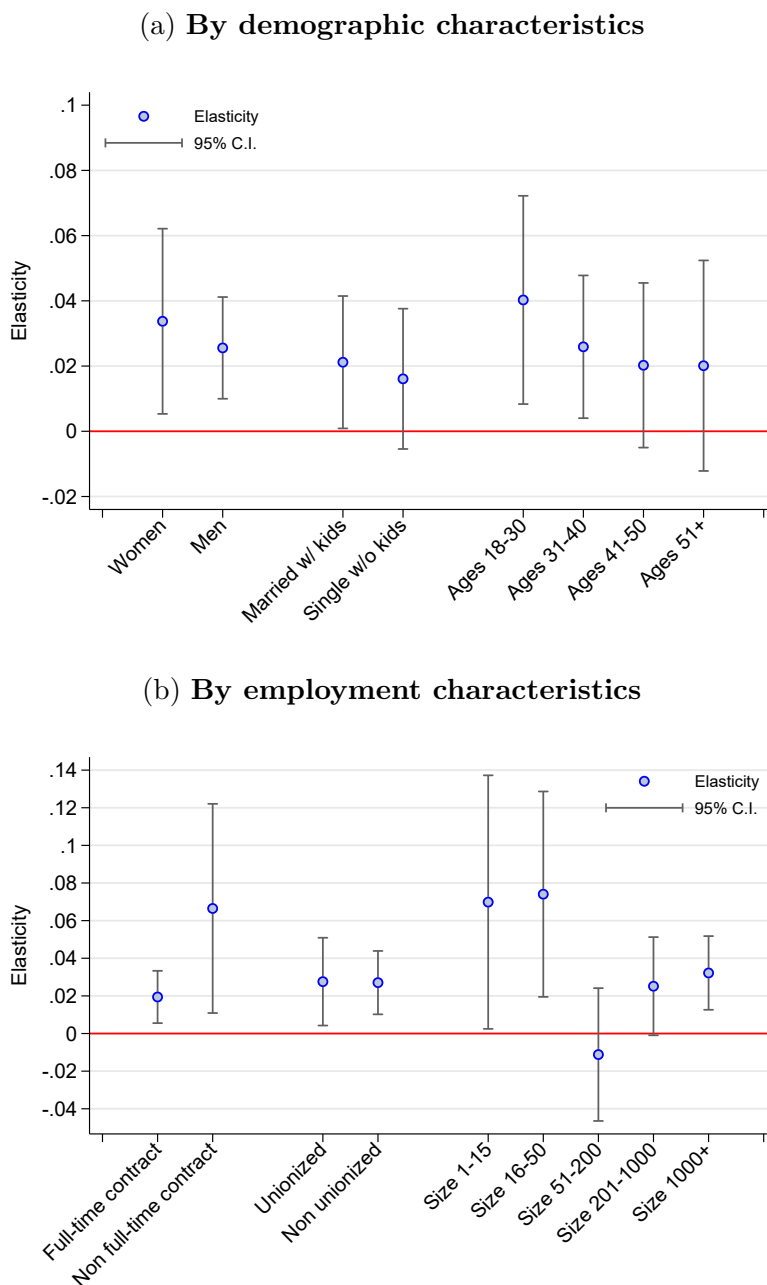 (a) By demographic characteristics
.1
.08
.06
.04
.02
0
-.02
Elasticity
Elasticity
95% C.I.
Women
Men
Married w/ kids
Single w/o kids
Ages 18-30
Ages 31-40
Ages 41-50
Ages 51+
(b) By employment characteristics
.14
.12
.1
.08
.06
.04
.02
0
-.02
-.04
Elasticity
Elasticity
95% C.I.
Full-time contract
Non full-time contract
Unionized
Non unionized
Size 1-15
Size 16-50
Size 51-200
Size 201-1000
Size 1000+